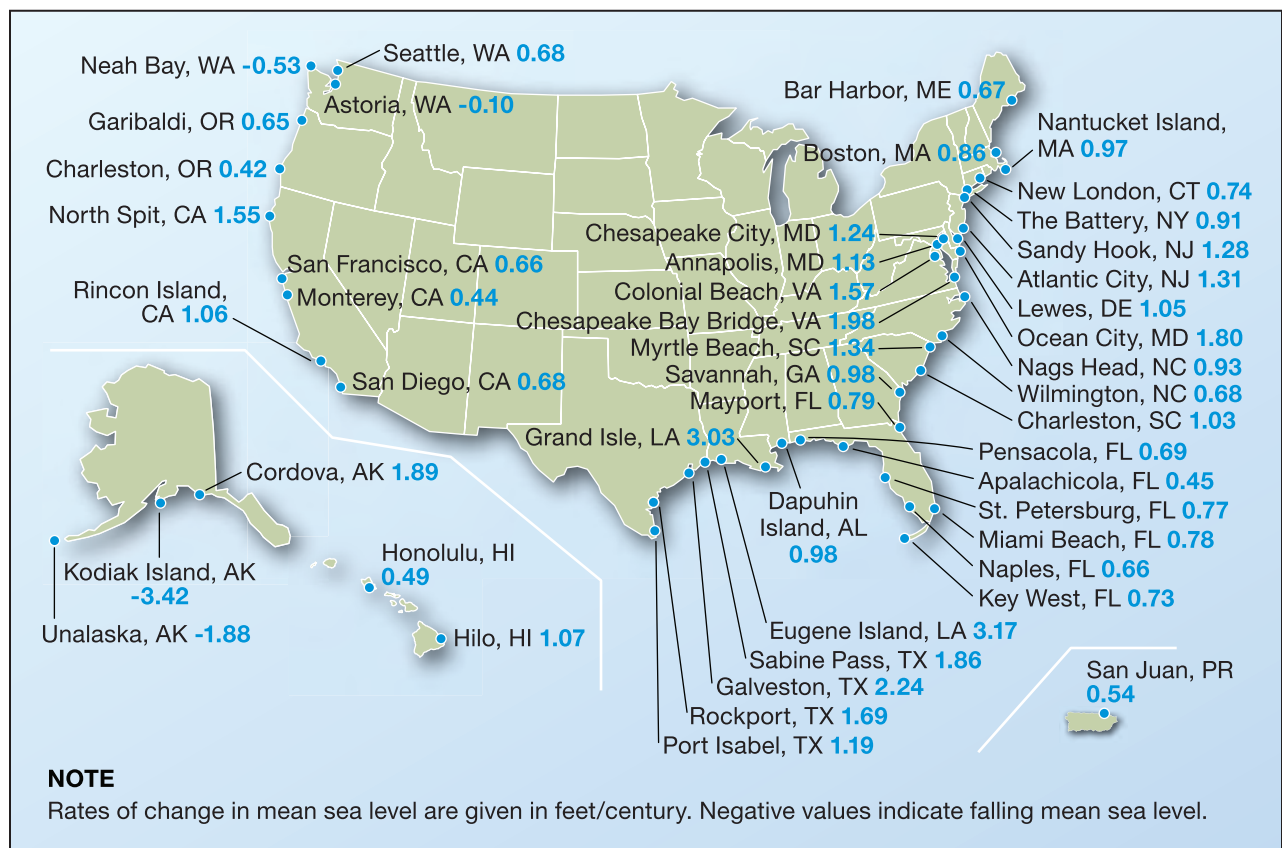 Neah Bay, WA -0.53
Seattle, WA 0.68
Astoria, WA -0.10
Garibaldi, OR 0.65
Charleston, OR 0.42
North Spit, CA 1.55
San Francisco, CA 0.66
Monterey, CA 0.44
Rincon Island,
CA 1.06
San Diego, CA 0.68
Bar Harbor, ME 0.67
Nantucket Island,
MA 0.97
Boston, MA 0.86
New London, CT 0.74
The Battery, NY 0.91
Sandy Hook, NJ 1.28
Atlantic City, NJ 1.31
Lewes, DE 1.05
Ocean City, MD 1.80
Nags Head, NC 0.93
Wilmington, NC 0.68
Charleston, SC 1.03
Chesapeake City, MD 1.24
Annapolis, MD 1.13
Colonial Beach, VA 1.57
Chesapeake Bay Bridge, VA 1.98
Myrtle Beach, SC 1.34
Savannah, GA 0.98
Mayport, FL 0.79
Grand Isle, LA 3.03
Dapuhin
Island, AL
0.98
Pensacola, FL 0.69
Apalachicola, FL 0.45
St. Petersburg, FL 0.77
Miami Beach, FL 0.78
Naples, FL 0.66
Key West, FL 0.73
Eugene Island, LA 3.17
Sabine Pass, TX 1.86
Galveston, TX 2.24
Rockport, TX 1.69
Port Isabel, TX 1.19
Cordova, AK 1.89
Kodiak Island, AK
-3.42
Unalaska, AK -1.88
Honolulu, HI
0.49
Hilo, HI 1.07
San Juan, PR
0.54
NOTE
Rates of change in mean sea level are given in feet/century. Negative values indicate falling mean sea level.